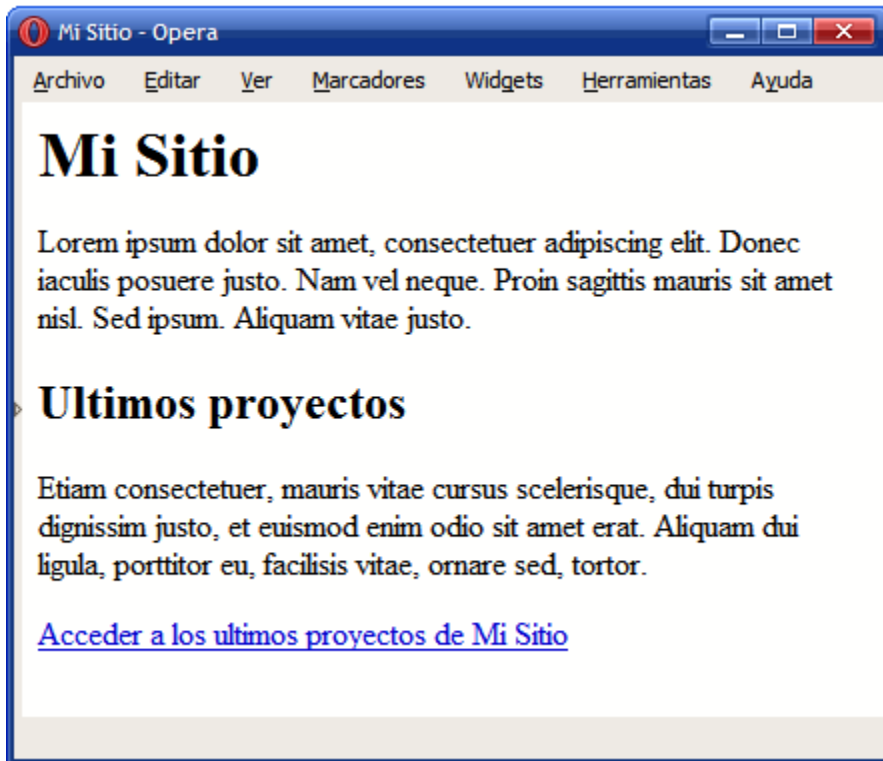 Mi Sitio - Opera
Archivo Editar Ver Marcadores Widgets Herramientas Ayuda
Mi Sitio
Lorem ipsum dolor sit amet, consectetuer adipiscing elit. Donec
iaculis posuere justo. Nam vel neque. Proin sagittis mauris sit amet
nisl. Sed ipsum. Aliquam vitae justo.
Ultimos proyectos
Etiam consectetuer, mauris vitae cursus scelerisque, dui turpis
dignissim justo, et euismod enim odio sit amet erat. Aliquam dui
ligula, porttitor eu, facilisis vitae, ornare sed, tortor.
Acceder a los ultimos proyectos de Mi Sitio